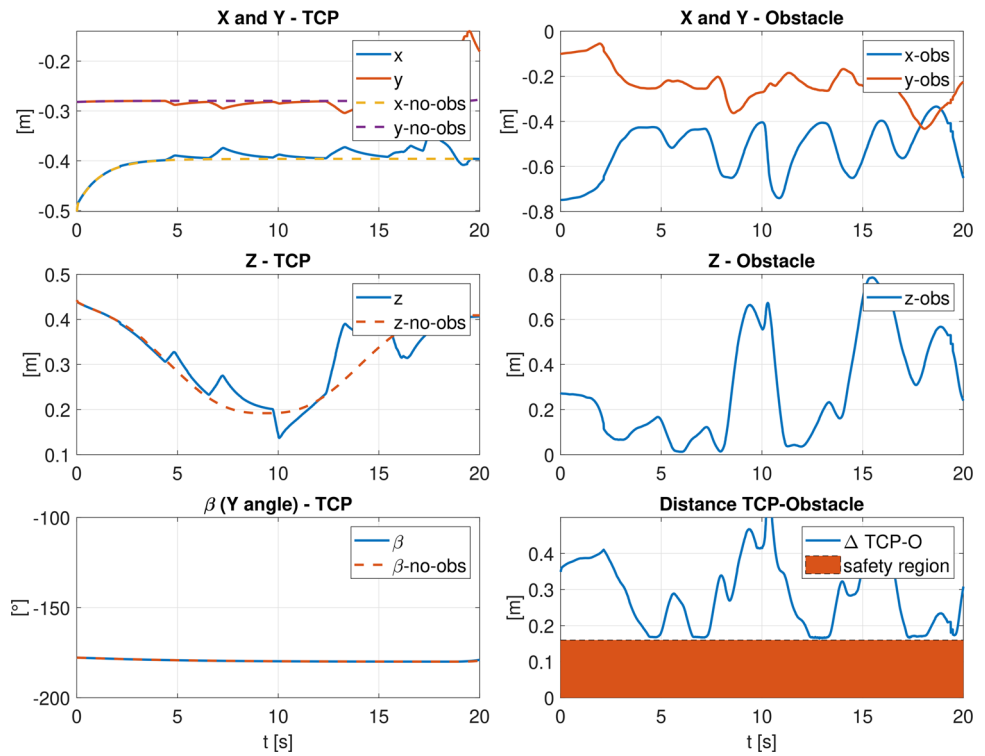 X and Y - TCP
[m]
-0.2
-0.3
-0.4
-0.5
0
5
10
15
20
x
y
x-no-obs
y-no-obs
X and Y - Obstacle
[m]
0
-0.2
-0.4
-0.6
-0.8
0
5
10
15
20
x-obs
y-obs
Z - TCP
[m]
0.5
0.4
0.3
0.2
0.1
0
5
10
15
20
z
z-no-obs
Z - Obstacle
[m]
0.8
0.6
0.4
0.2
0
0
5
10
15
20
z-obs
β (Y angle) - TCP
[°]
-100
-150
-200
0
5
10
15
20
t [s]
β
β-no-obs
Distance TCP-Obstacle
[m]
0.4
0.3
0.2
0.1
0
0
5
10
15
20
t [s]
Δ TCP-O
safety region